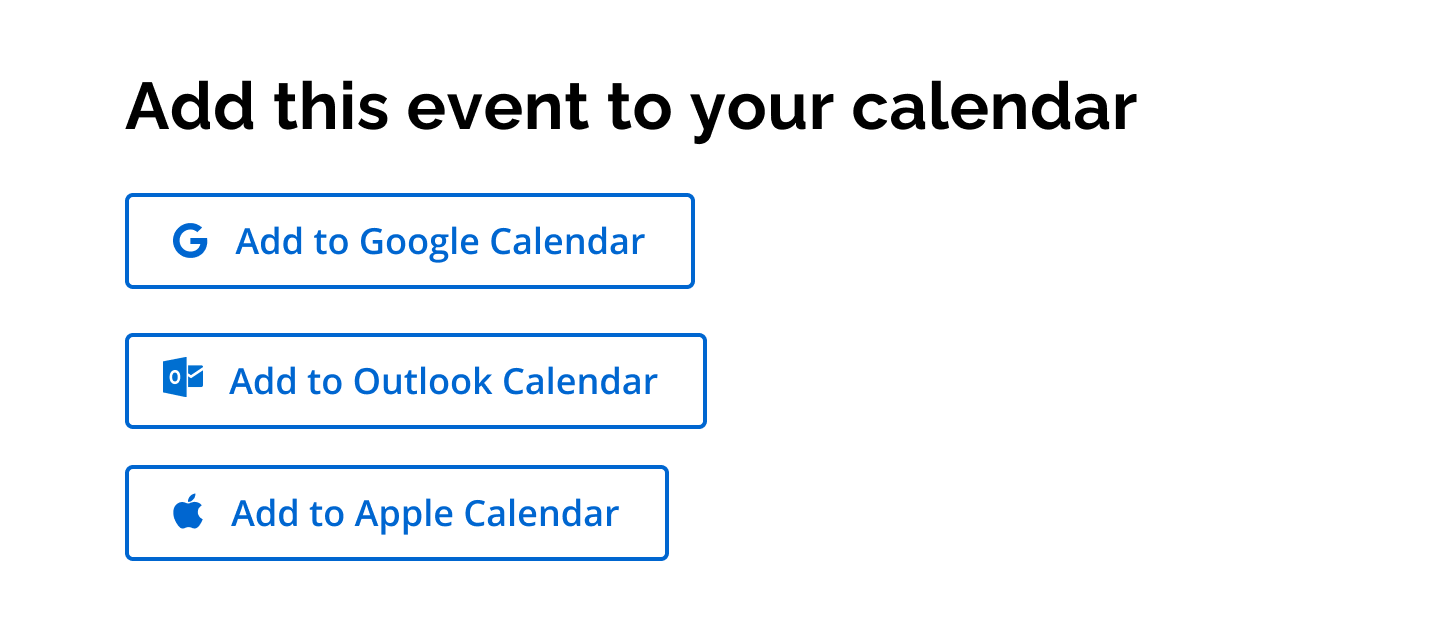 Add this event to your calendar
Add to Google Calendar
Add to Outlook Calendar
Add to Apple Calendar